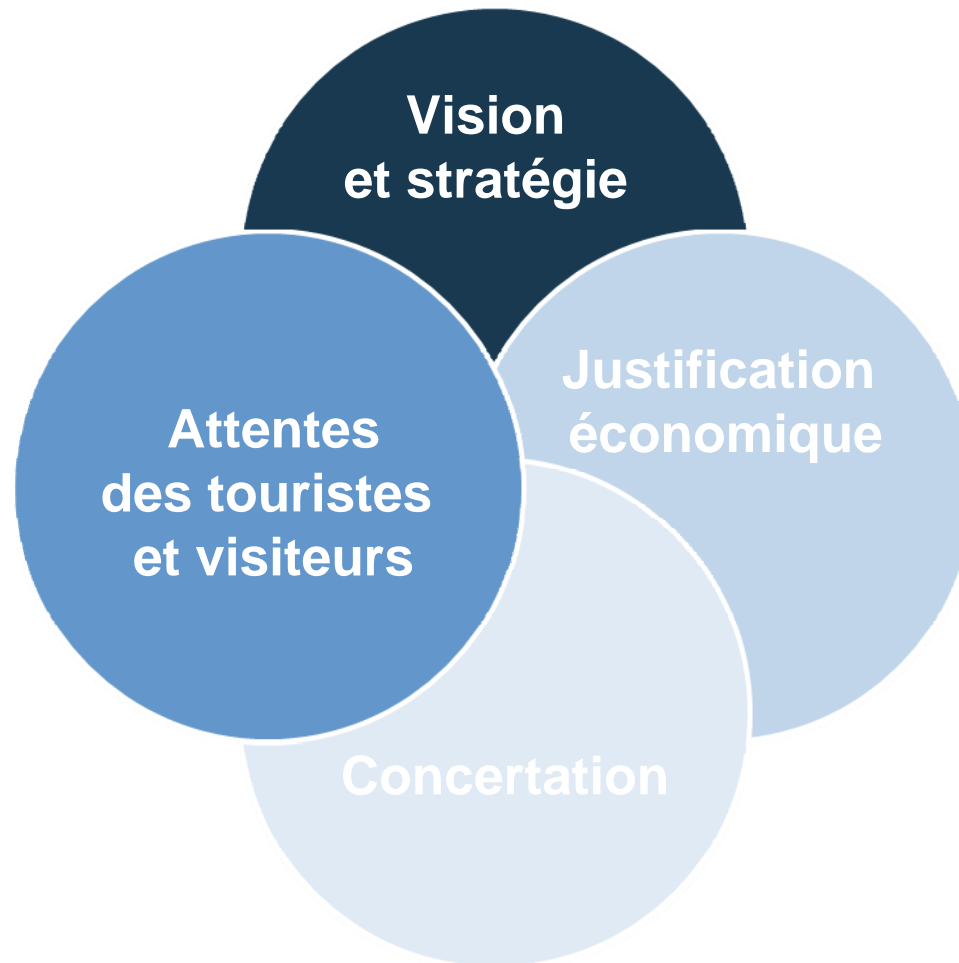 Vision
et stratégie
Justification
économique
Attentes
des touristes
et visiteurs
Concertation